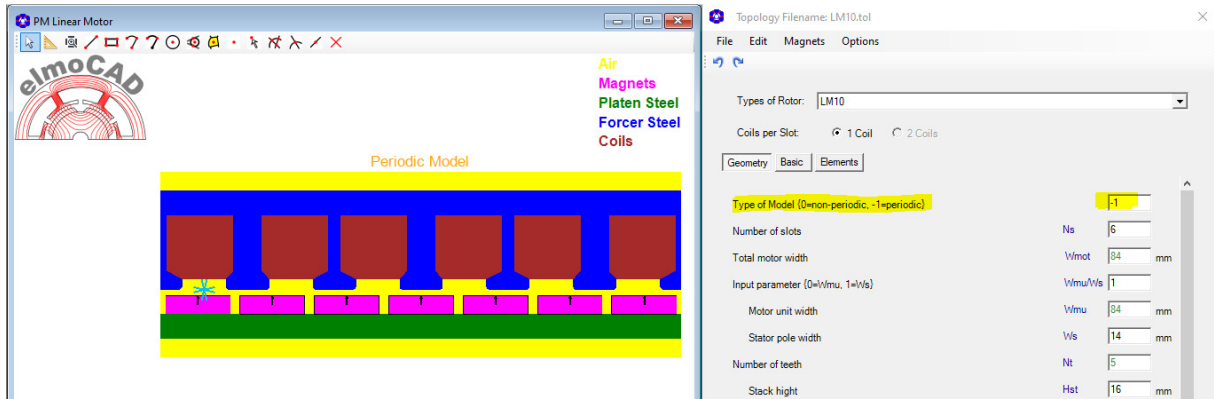 PM Linear Motor
elmoCAD
Air
Magnets
Platen Steel
Forcer Steel
Coils
Periodic Model
Topology Filename: LM10.tol
File Edit Magnets Options
Types of Rotor: LM10
Coils per Slot: 1 Coil 2 Coils
Geometry Basic Elements
Type of Model (0=non-periodic, -1=periodic) -1
Number of slots Ns 6
Total motor width Wmot 84 mm
Input parameter (0=Wmu, 1=Ws) Wmu/Ws 1
Motor unit width Wmu 84 mm
Stator pole width Ws 14 mm
Number of teeth Nt 5
Stack hight Hst 16 mm